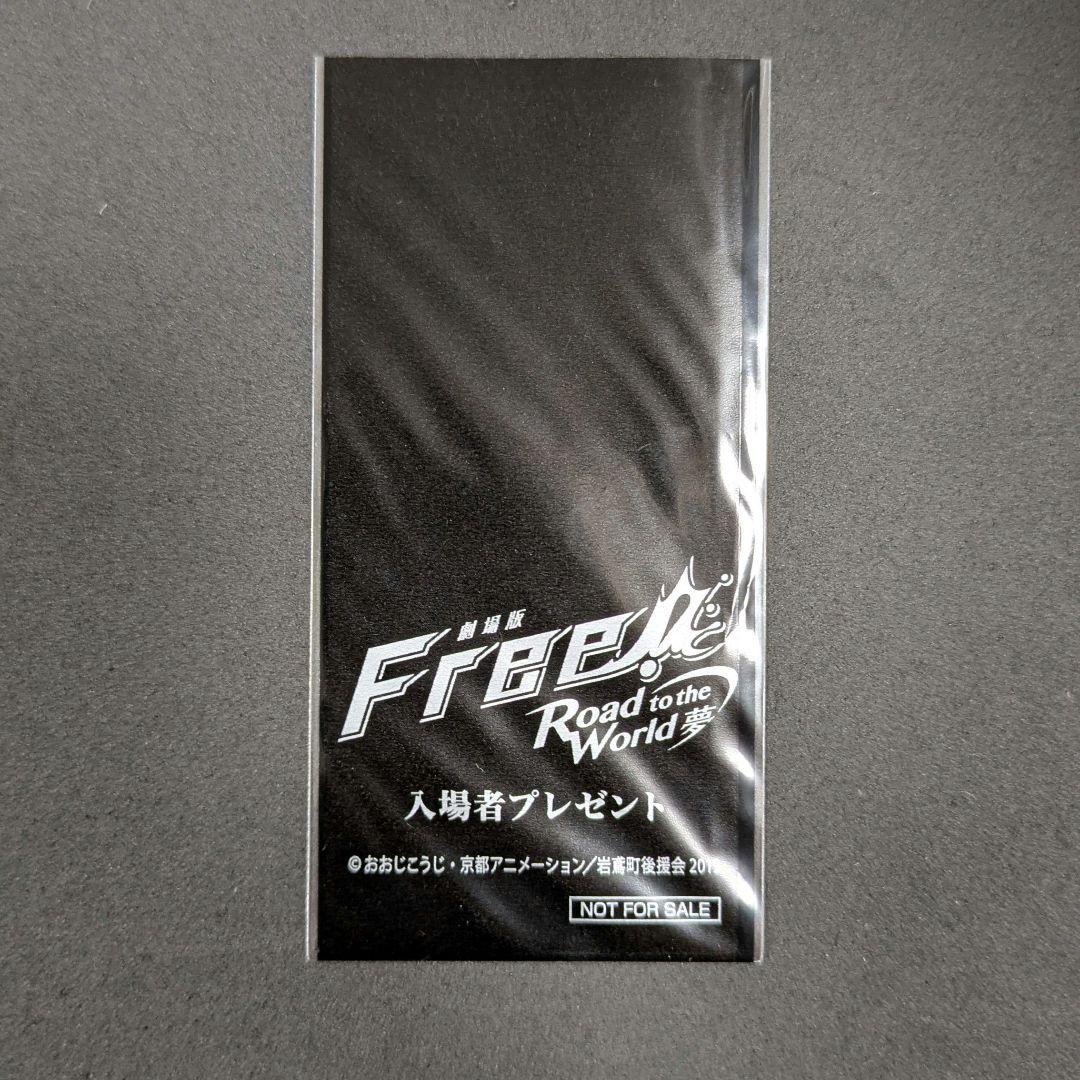 劇場版
Free!
Road to the
World 夢
入場者プレゼント
©おおじこうじ・京都アニメーション/岩鳶町後援会 201
NOT FOR SALE